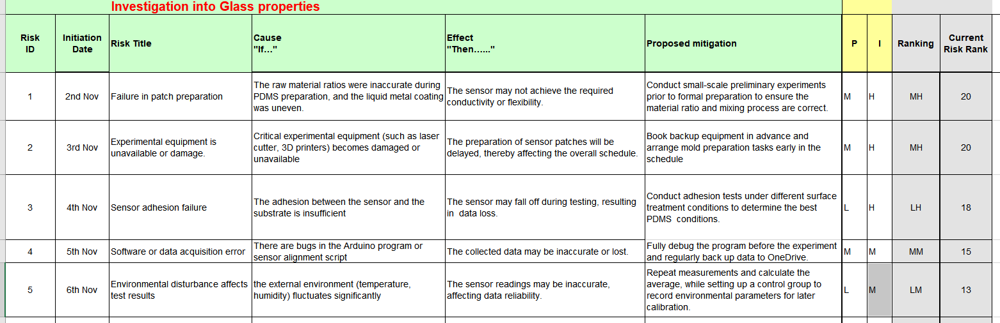 Investigation into Glass properties
Risk ID Initiation Date Risk Title Cause "If..." Effect "Then......" Proposed mitigation P I Ranking Current Risk Rank
1 2nd Nov Failure in patch preparation The raw material ratios were inaccurate during PDMS preparation, and the liquid metal coating was uneven. The sensor may not achieve the required conductivity or flexibility. Conduct small-scale preliminary experiments prior to formal preparation to ensure the material ratio and mixing process are correct. M H MH 20
2 3rd Nov Experimental equipment is unavailable or damage. Critical experimental equipment (such as laser cutter, 3D printers) becomes damaged or unavailable The preparation of sensor patches will be delayed, thereby affecting the overall schedule. Book backup equipment in advance and arrange mold preparation tasks early in the schedule M H MH 20
3 4th Nov Sensor adhesion failure The adhesion between the sensor and the substrate is insufficient The sensor may fall off during testing, resulting in  data loss. Conduct adhesion tests under different surface treatment conditions to determine the best PDMS  conditions. L H LH 18
4 5th Nov Software or data acquisition error There are bugs in the Arduino program or sensor alignment script The collected data may be inaccurate or lost. Fully debug the program before the experiment and regularly back up data to OneDrive. M M MM 15
5 6th Nov Environmental disturbance affects test results the external environment (temperature, humidity) fluctuates significantly The sensor readings may be inaccurate, affecting data reliability. Repeat measurements and calculate the average, while setting up a control group to record environmental parameters for later calibration. L M LM 13